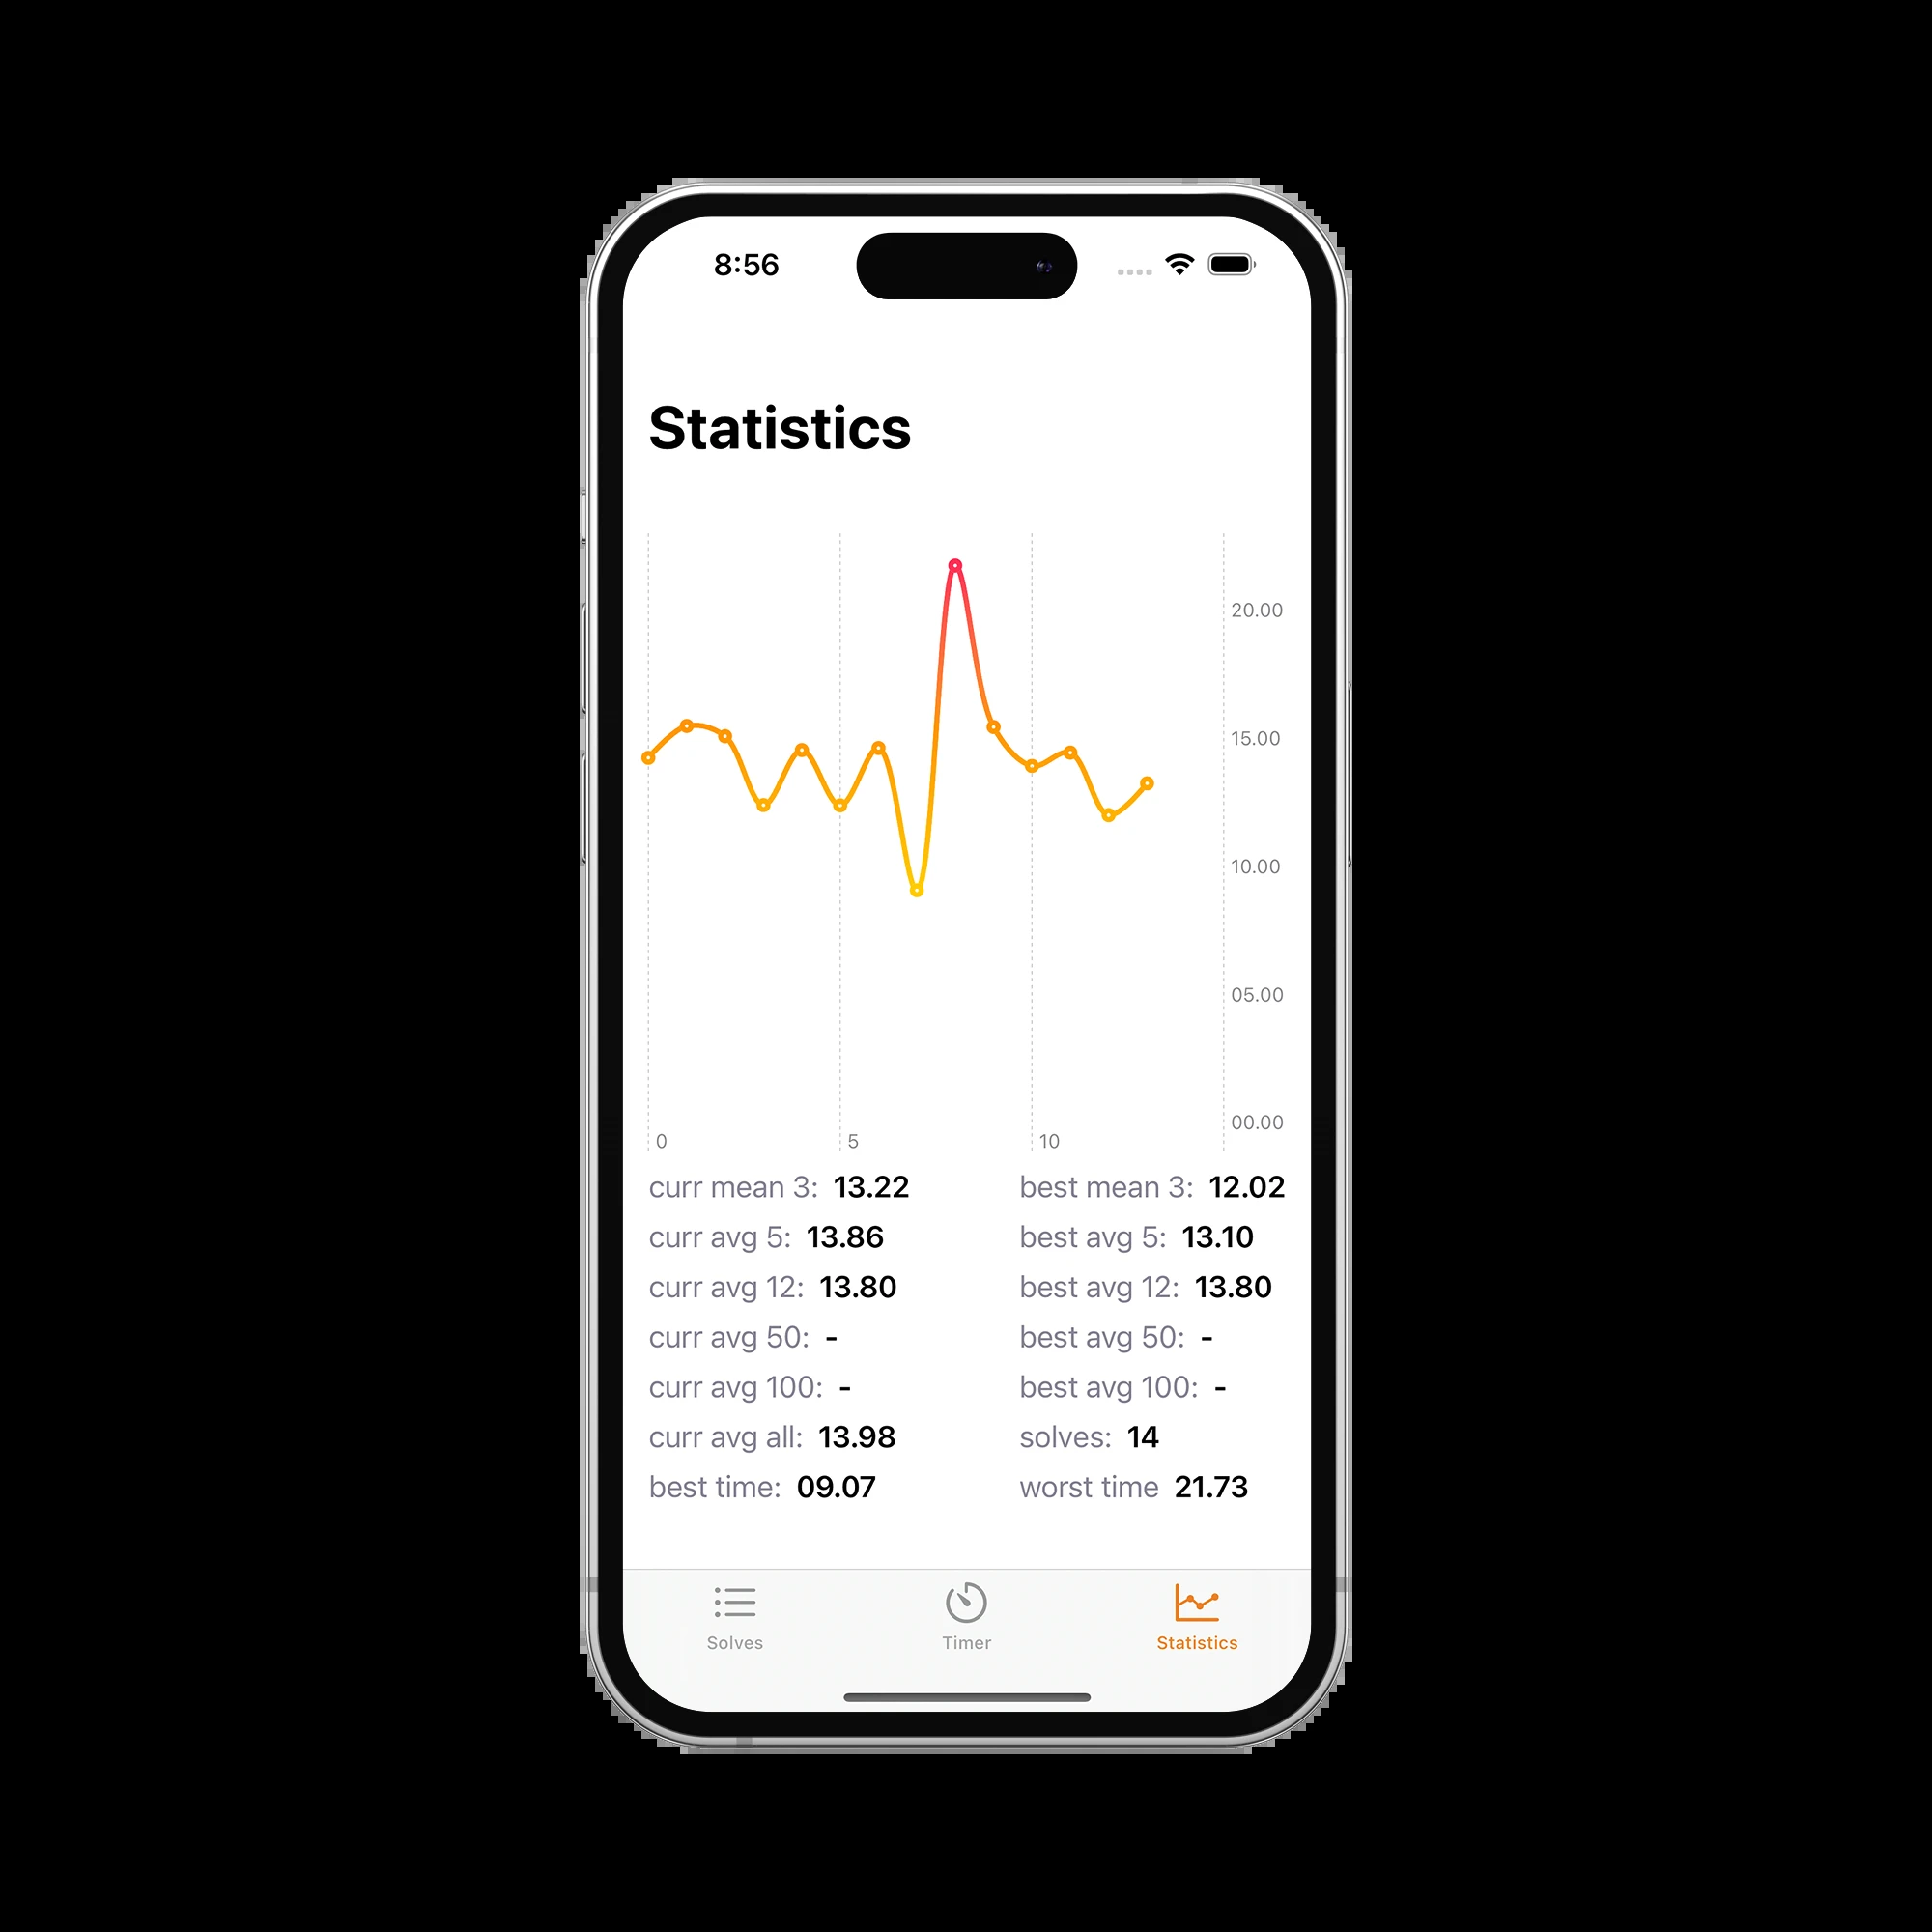 8:56
Statistics
20.00
15.00
10.00
05.00
00.00
0 5 10
curr mean 3: 13.22 best mean 3: 12.02
curr avg 5: 13.86 best avg 5: 13.10
curr avg 12: 13.80 best avg 12: 13.80
curr avg 50: - best avg 50: -
curr avg 100: - best avg 100: -
curr avg all: 13.98 solves: 14
best time: 09.07 worst time 21.73
Solves Timer Statistics